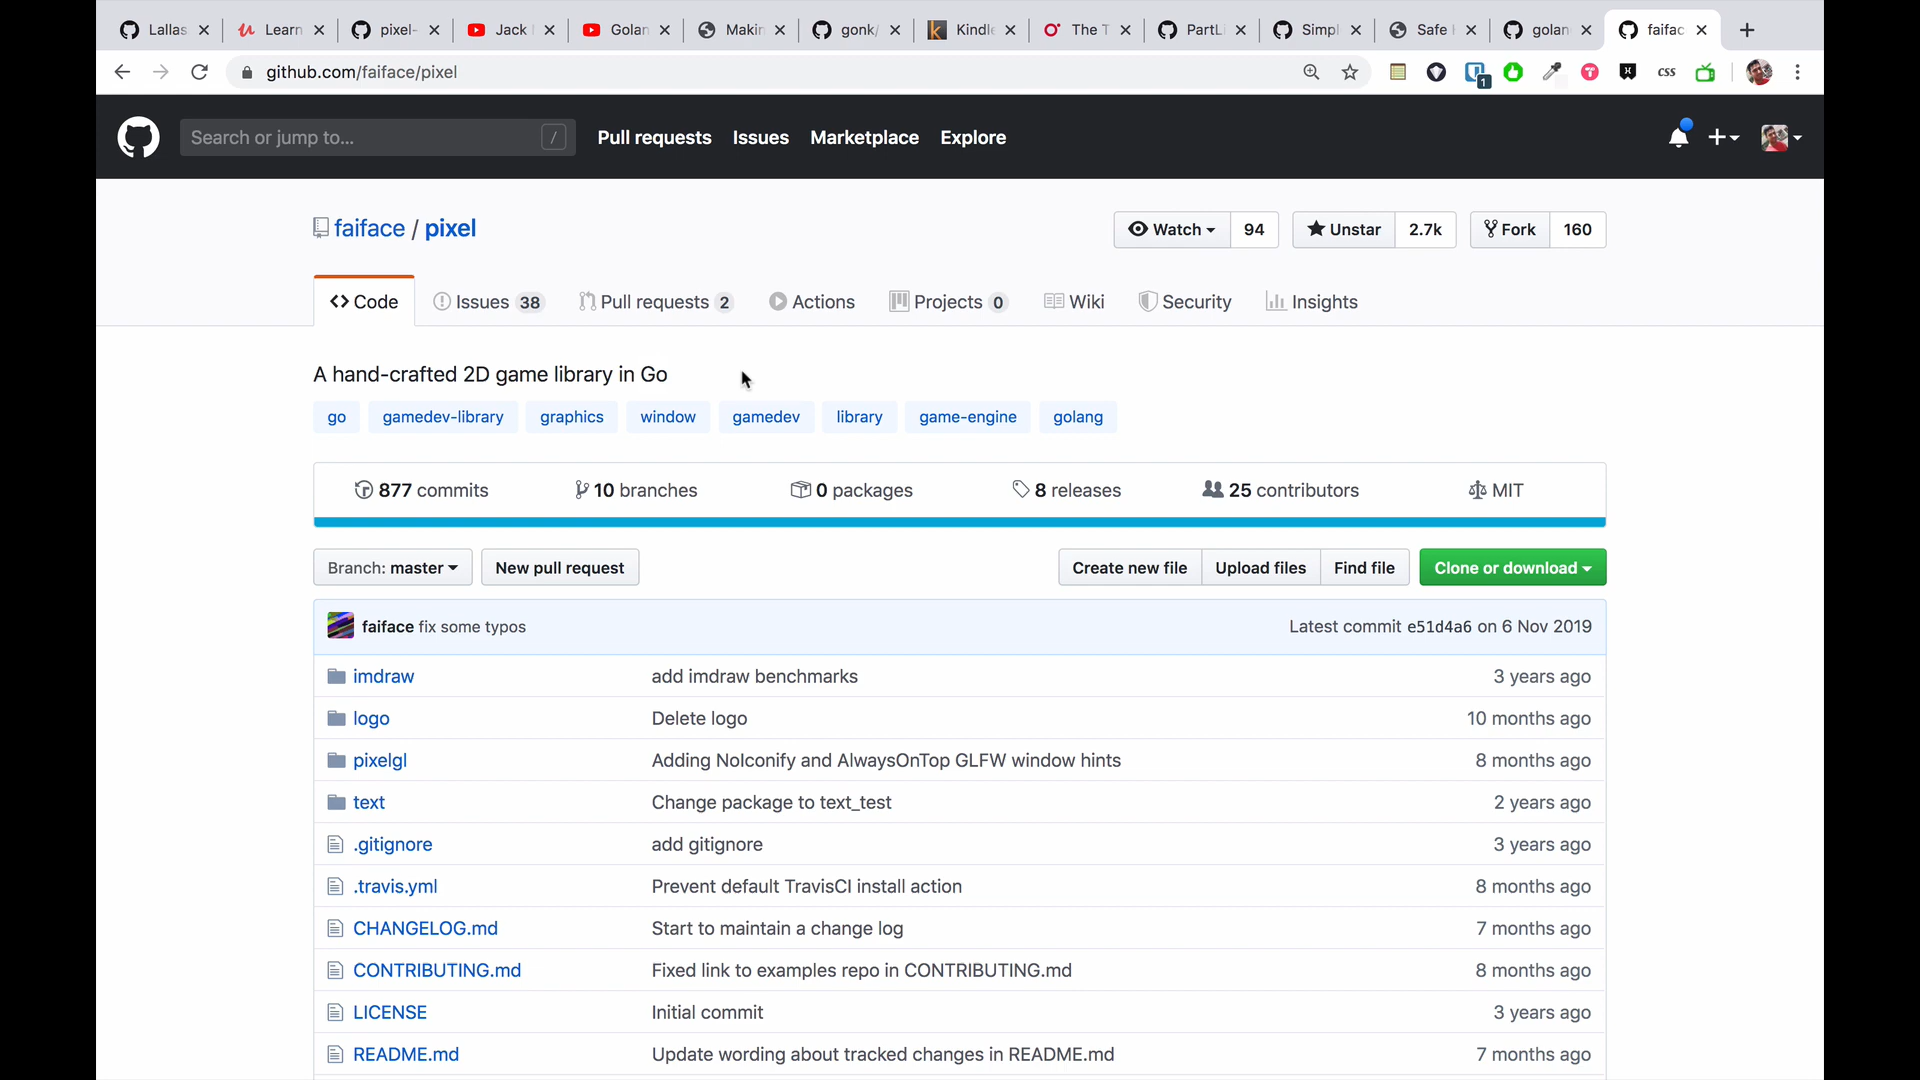 Lallas
Learn
pixel-
Jack
Golan
Makin
gonk/
Kindle
The T
PartLi
Simpl
Safe
golan
faifac
github.com/faiface/pixel
1
css
Search or jump to...
/
Pull requests
Issues
Marketplace
Explore
faiface / pixel
Watch
94
Unstar
2.7k
Fork
160
Code
Issues 38
Pull requests 2
Actions
Projects 0
Wiki
Security
Insights
A hand-crafted 2D game library in Go
go
gamedev-library
graphics
window
gamedev
library
game-engine
golang
877 commits
10 branches
0 packages
8 releases
25 contributors
MIT
Branch: master
New pull request
Create new file
Upload files
Find file
Clone or download
faiface fix some typos
Latest commit e51d4a6 on 6 Nov 2019
imdraw
add imdraw benchmarks
3 years ago
logo
Delete logo
10 months ago
pixelgl
Adding NoIconify and AlwaysOnTop GLFW window hints
8 months ago
text
Change package to text_test
2 years ago
.gitignore
add gitignore
3 years ago
.travis.yml
Prevent default TravisCI install action
8 months ago
CHANGELOG.md
Start to maintain a change log
7 months ago
CONTRIBUTING.md
Fixed link to examples repo in CONTRIBUTING.md
8 months ago
LICENSE
Initial commit
3 years ago
README.md
Update wording about tracked changes in README.md
7 months ago